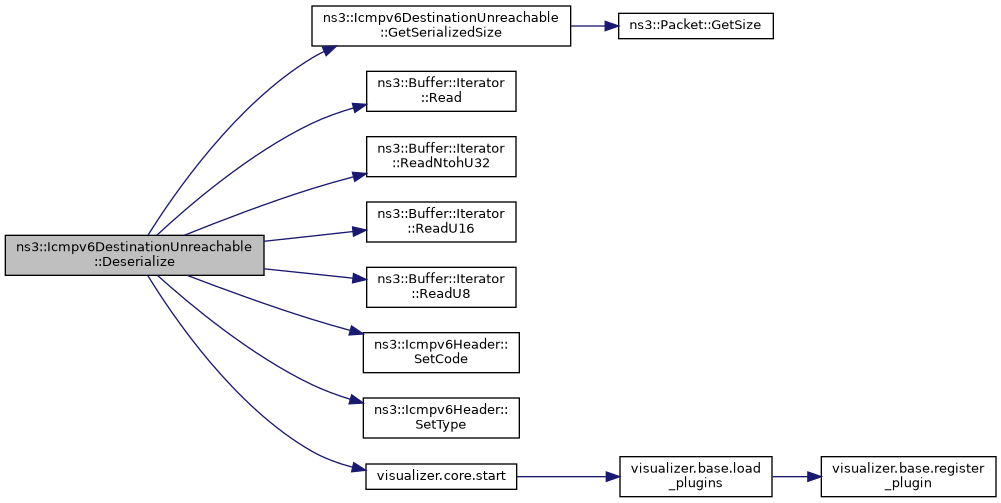 ns3::Icmpv6DestinationUnreachable
::Deserialize
ns3::Icmpv6DestinationUnreachable
::GetSerializedSize
ns3::Packet::GetSize
ns3::Buffer::Iterator
::Read
ns3::Buffer::Iterator
::ReadNtohU32
ns3::Buffer::Iterator
::ReadU16
ns3::Buffer::Iterator
::ReadU8
ns3::Icmpv6Header::
SetCode
ns3::Icmpv6Header::
SetType
visualizer.core.start
visualizer.base.load
_plugins
visualizer.base.register
_plugin